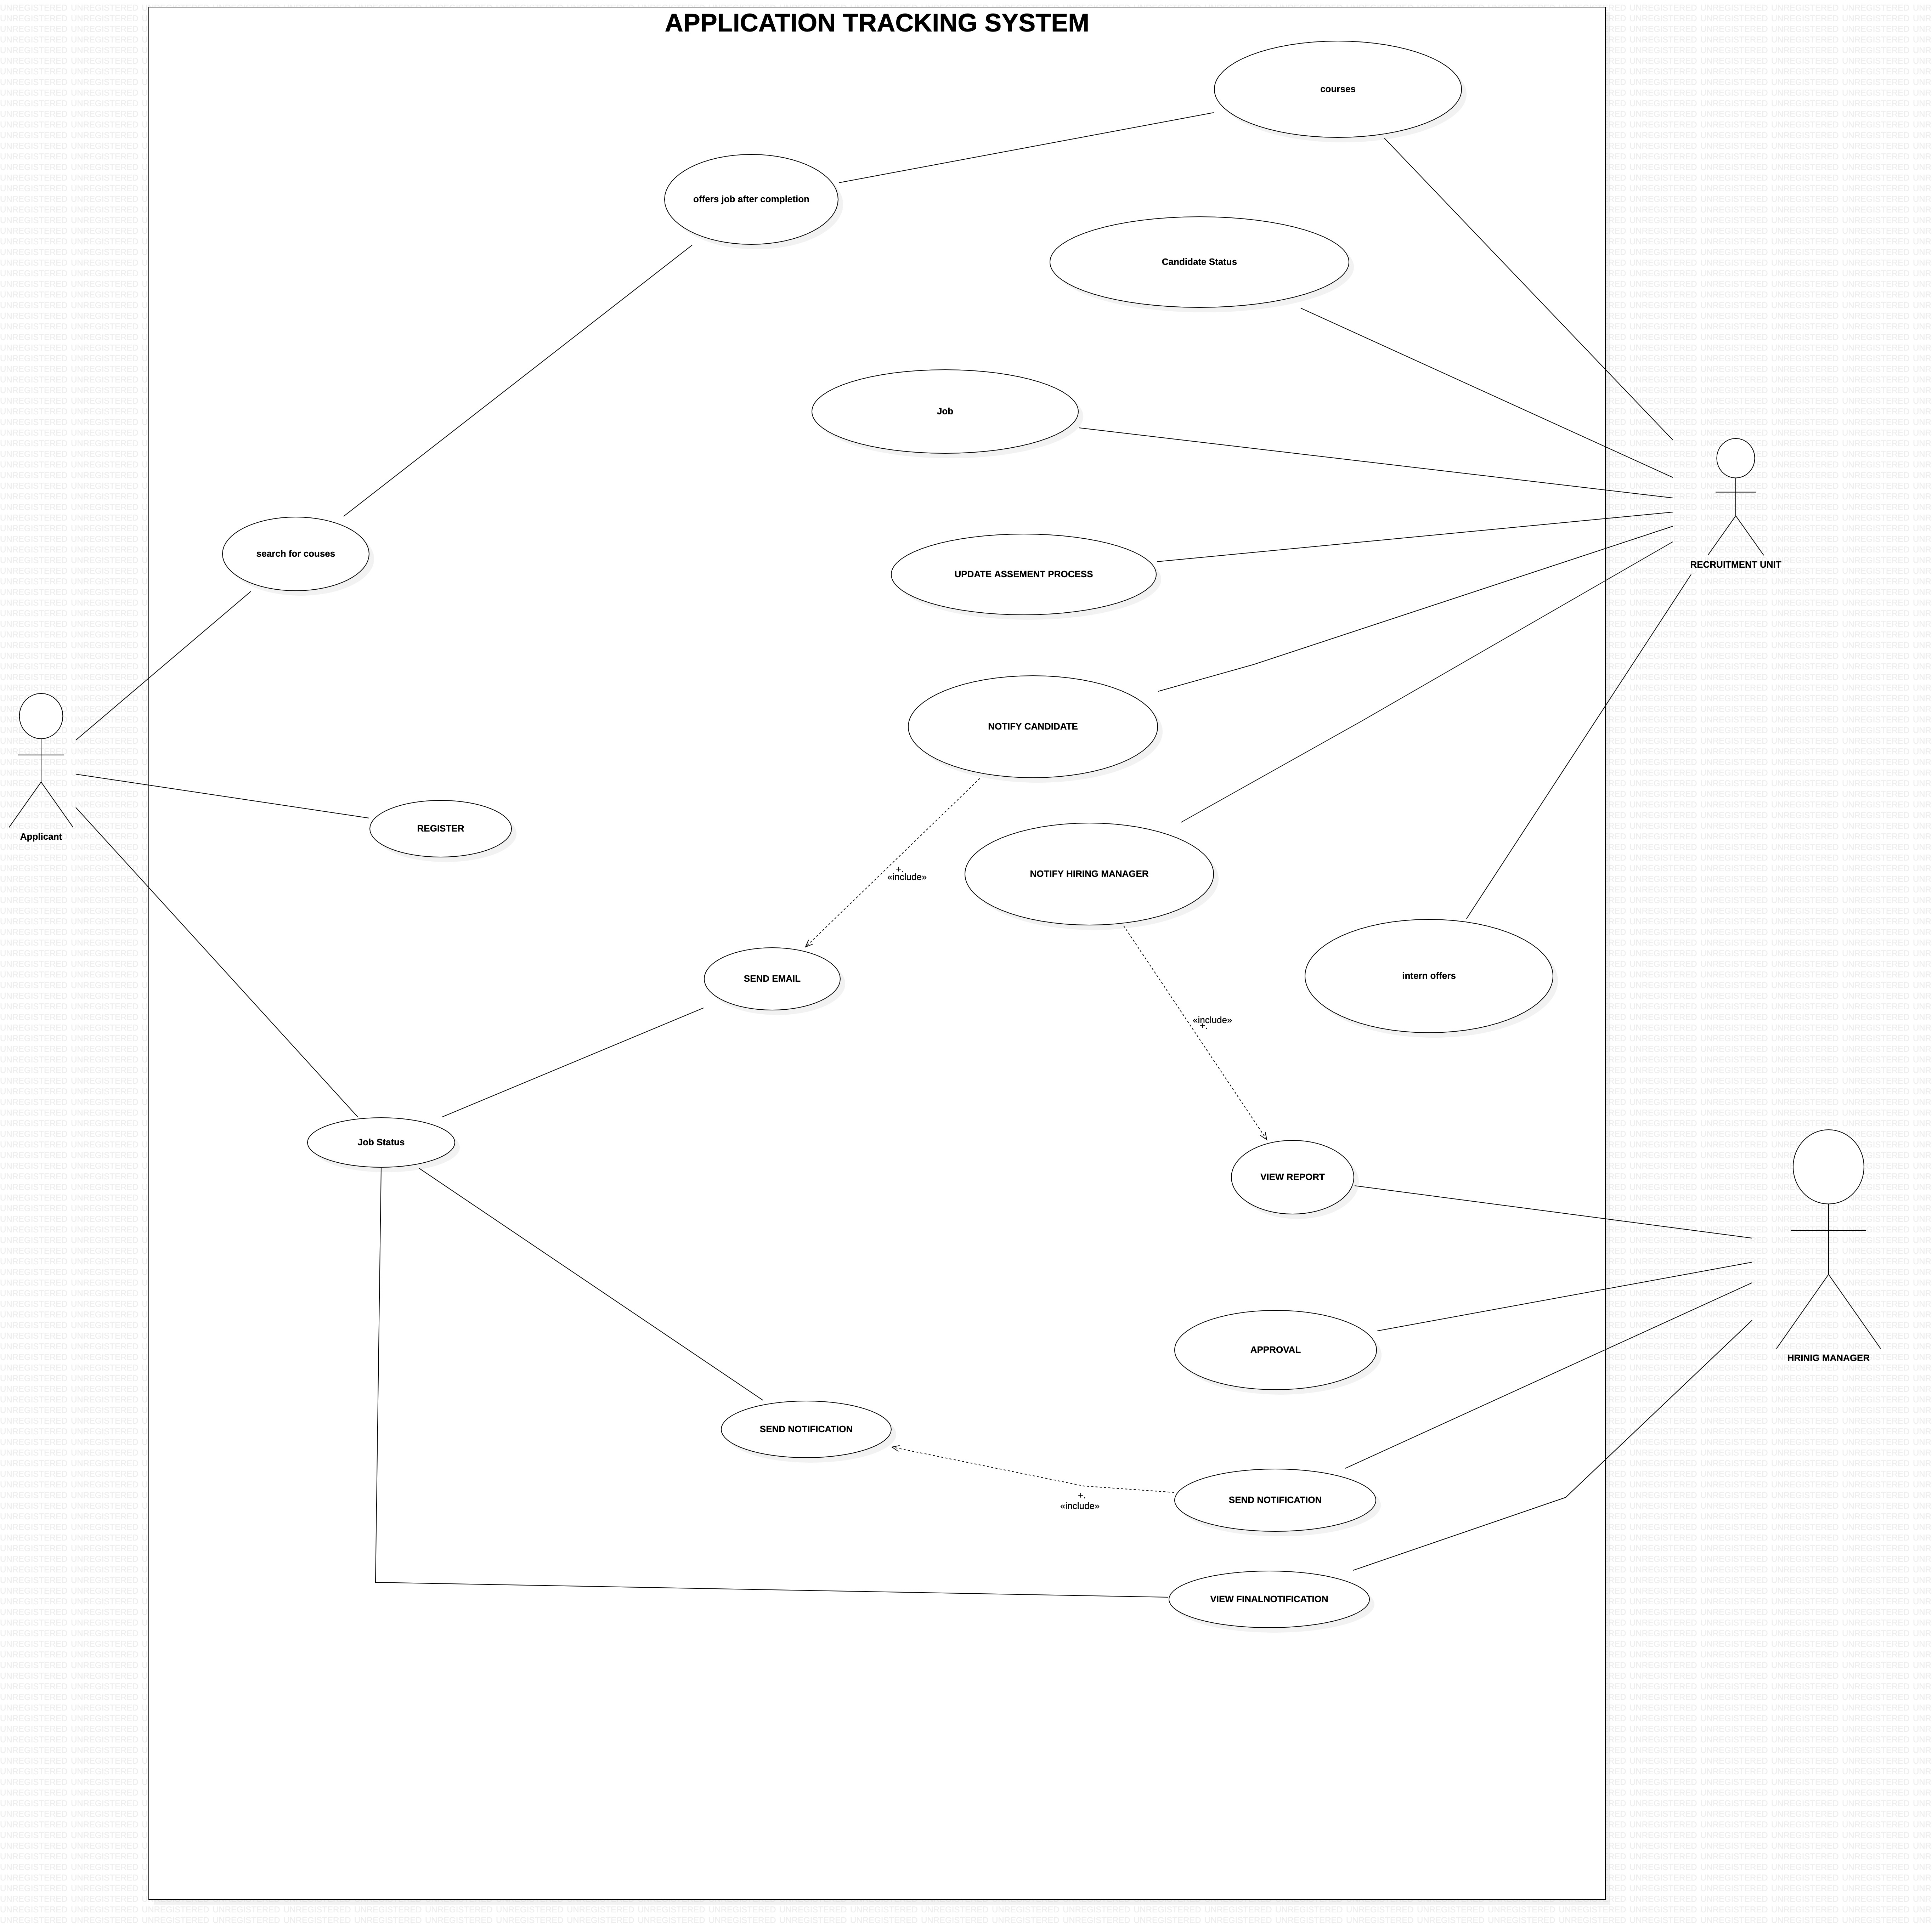 APPLICATION TRACKING SYSTEM
courses
offers job after completion
Candidate Status
Job
search for couses
UPDATE ASSEMENT PROCESS
RECRUITMENT UNIT
NOTIFY CANDIDATE
REGISTER
Applicant
+.
«include»
NOTIFY HIRING MANAGER
SEND EMAIL
intern offers
«include»
+.
Job Status
VIEW REPORT
APPROVAL
HRINIG MANAGER
SEND NOTIFICATION
+.
«include»
SEND NOTIFICATION
VIEW FINALNOTIFICATION
UNREGISTERED